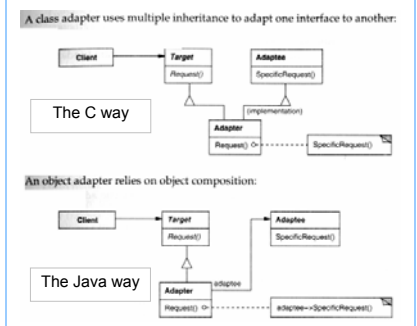 A class adapter uses multiple inheritance to adapt one interface to another:
Client
Target
Request()
Adaptee
SpecificRequest()
The C way
(implementation)
Adapter
Request()
SpecificRequest()
An object adapter relies on object composition:
Client
Target
Request()
Adaptee
SpecificRequest()
The Java way
adaptee
Adapter
Request()
adaptee->SpecificRequest()